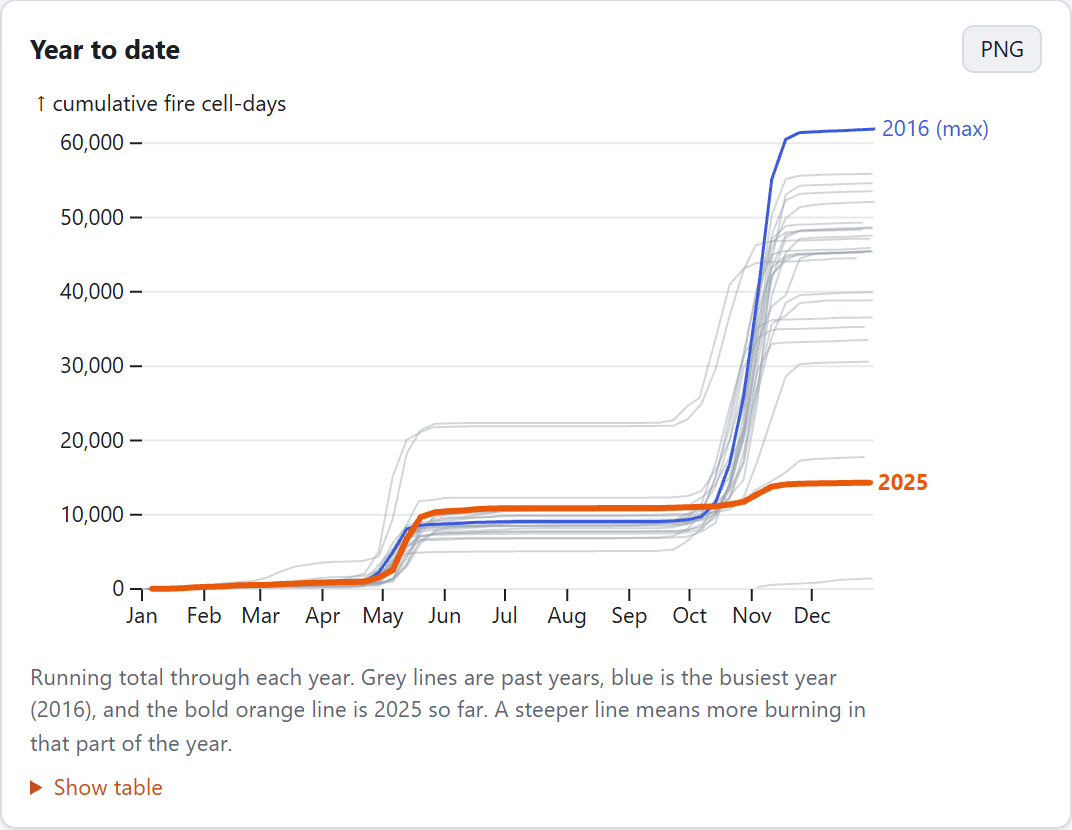 Year to date
PNG
↑ cumulative fire cell-days
60,000
2016 (max)
50,000
40,000
30,000
20,000
2025
10,000
0
Jan Feb Mar Apr May Jun Jul Aug Sep Oct Nov Dec
Running total through each year. Grey lines are past years, blue is the busiest year
(2016), and the bold orange line is 2025 so far. A steeper line means more burning in
that part of the year.
▶ Show table